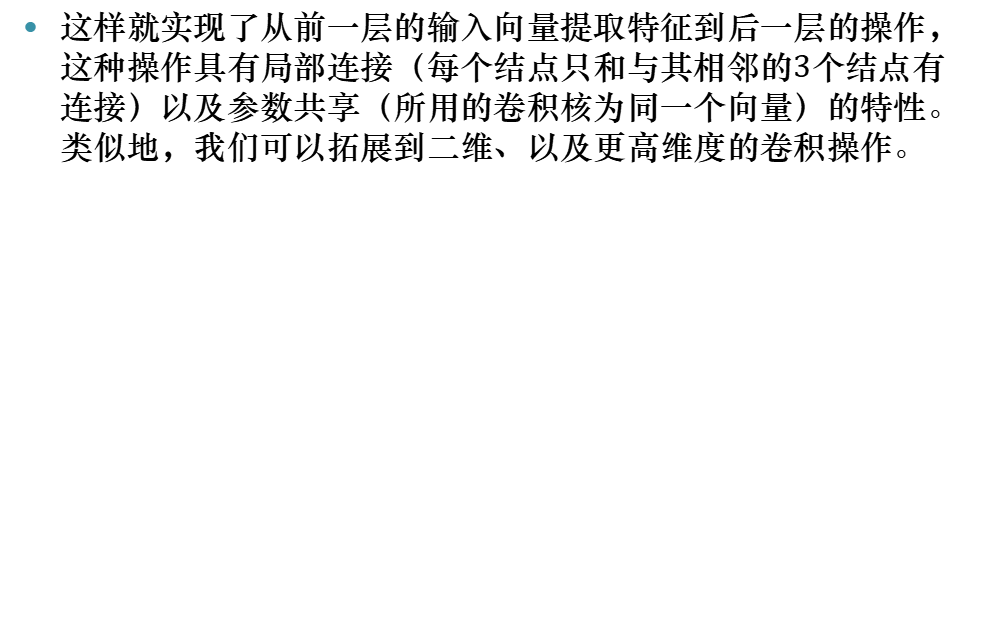 • 这样就实现了从前一层的输入向量提取特征到后一层的操作，
这种操作具有局部连接（每个结点只和与其相邻的3个结点有
连接）以及参数共享（所用的卷积核为同一个向量）的特性。
类似地，我们可以拓展到二维、以及更高维度的卷积操作。